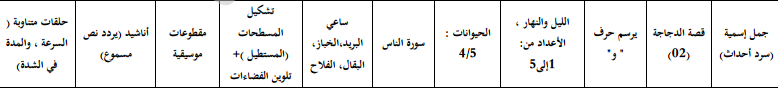 جمل إسمية
(سرد أحداث)
قصة الدجاجة
(02)
يرسم حرف
" و"
الليل والنهار ،
الأعداد من:
1إلى5
الحيوانات :
4/5
سورة الناس
ساعي
البريد،الخباز،
البقال، الفلاح
تشكيل
المسطحات
(المستطيل )+
تلوين الفضاءات
مقطوعات
موسيقية
أناشيد (يردد نص
مسموع)
حلقات متناوبة (
السرعة ، والمدة
في الشدة)